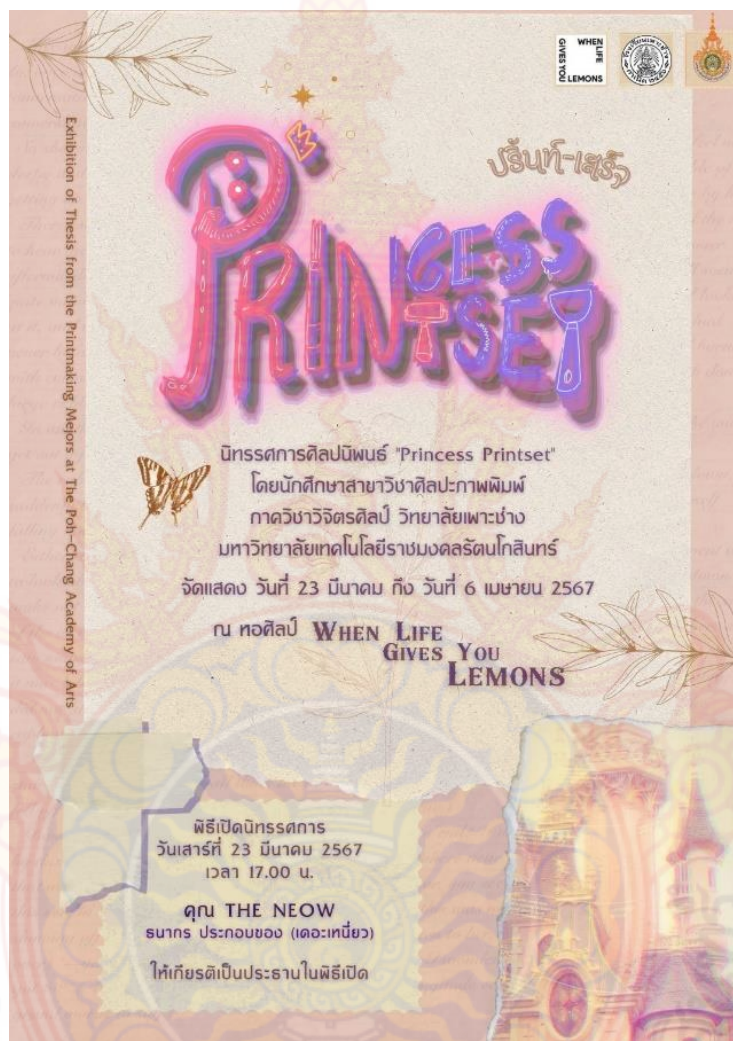 WHEN LIFE
GIVES YOU
LEMONS
ปริ้นท์-เสร็จ
PRINCESS
PRINTSET
Exhibition of Thesis from the Printmaking Mejors at The Poh-Chang Academy of Arts
นิทรรศการศิลปนิพนธ์ "Princess Printset"
โดยนักศึกษาสาขาวิชาศิลปะภาพพิมพ์
ภาควิชาวิจิตรศิลป์ วิทยาลัยเพาะช่าง
มหาวิทยาลัยเทคโนโลยีราชมงคลรัตนโกสินทร์
จัดแสดง วันที่ 23 มีนาคม ถึง วันที่ 6 เมษายน 2567
ณ หอศิลป์ WHEN LIFE
GIVES YOU
LEMONS
พิธีเปิดนิทรรศการ
วันเสาร์ที่ 23 มีนาคม 2567
เวลา 17.00 น.
คุณ THE NEOW
ธนากร ประกอบของ (เดอะเหนี่ยว)
ให้เกียรติเป็นประธานในพิธีเปิด